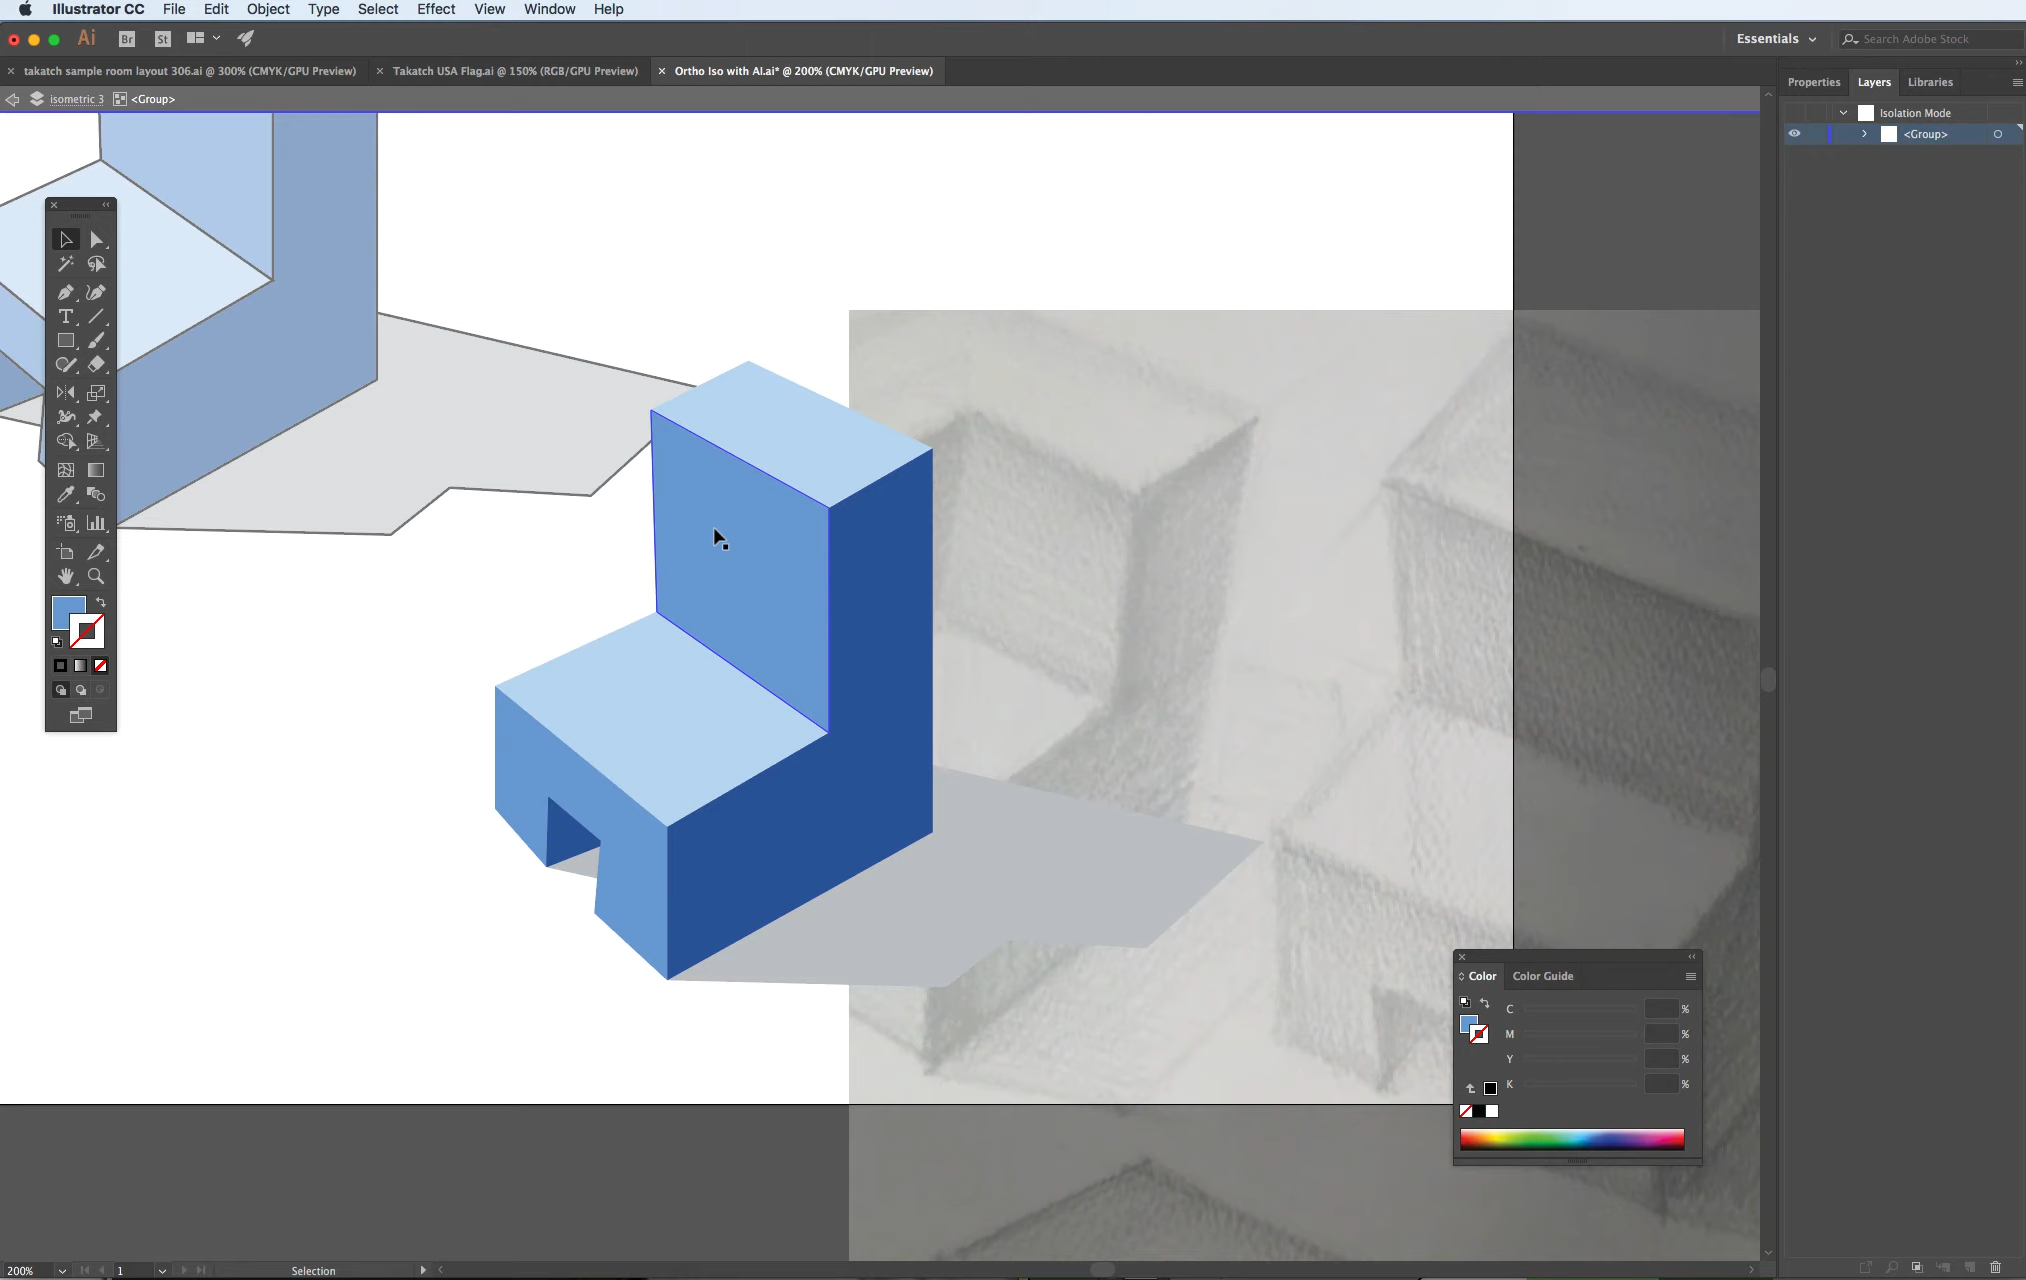 Illustrator CC File Edit Object Type Select Effect View Window Help
Ai Br St Essentials Search Adobe Stock
takatch sample room layout 306.ai @ 300% (CMYK/GPU Preview) Takatch USA Flag.ai @ 150% (RGB/GPU Preview) Ortho Iso with AI.ai* @ 200% (CMYK/GPU Preview)
Properties Layers Libraries
isometric 3 <Group>
Isolation Mode
<Group>
T
Color Color Guide
C %
M %
Y %
K %
200% 1 Selection